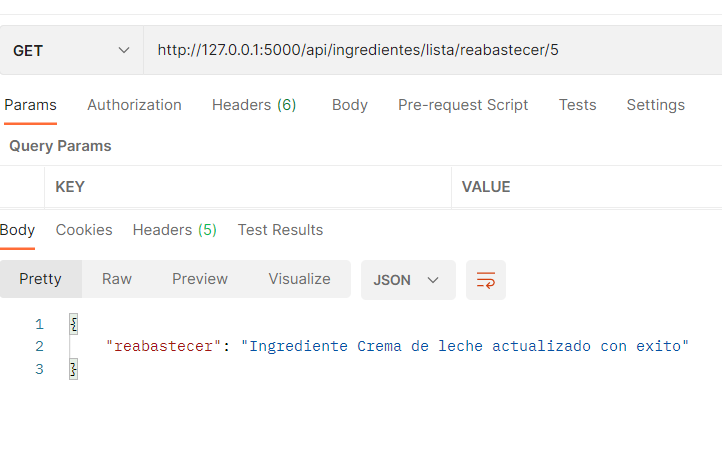 GET http://127.0.0.1:5000/api/ingredientes/lista/reabastecer/5
Params Authorization Headers (6) Body Pre-request Script Tests Settings
Query Params
KEY VALUE
Body Cookies Headers (5) Test Results
Pretty Raw Preview Visualize JSON
1 {
2 "reabastecer": "Ingrediente Crema de leche actualizado con exito"
3 }